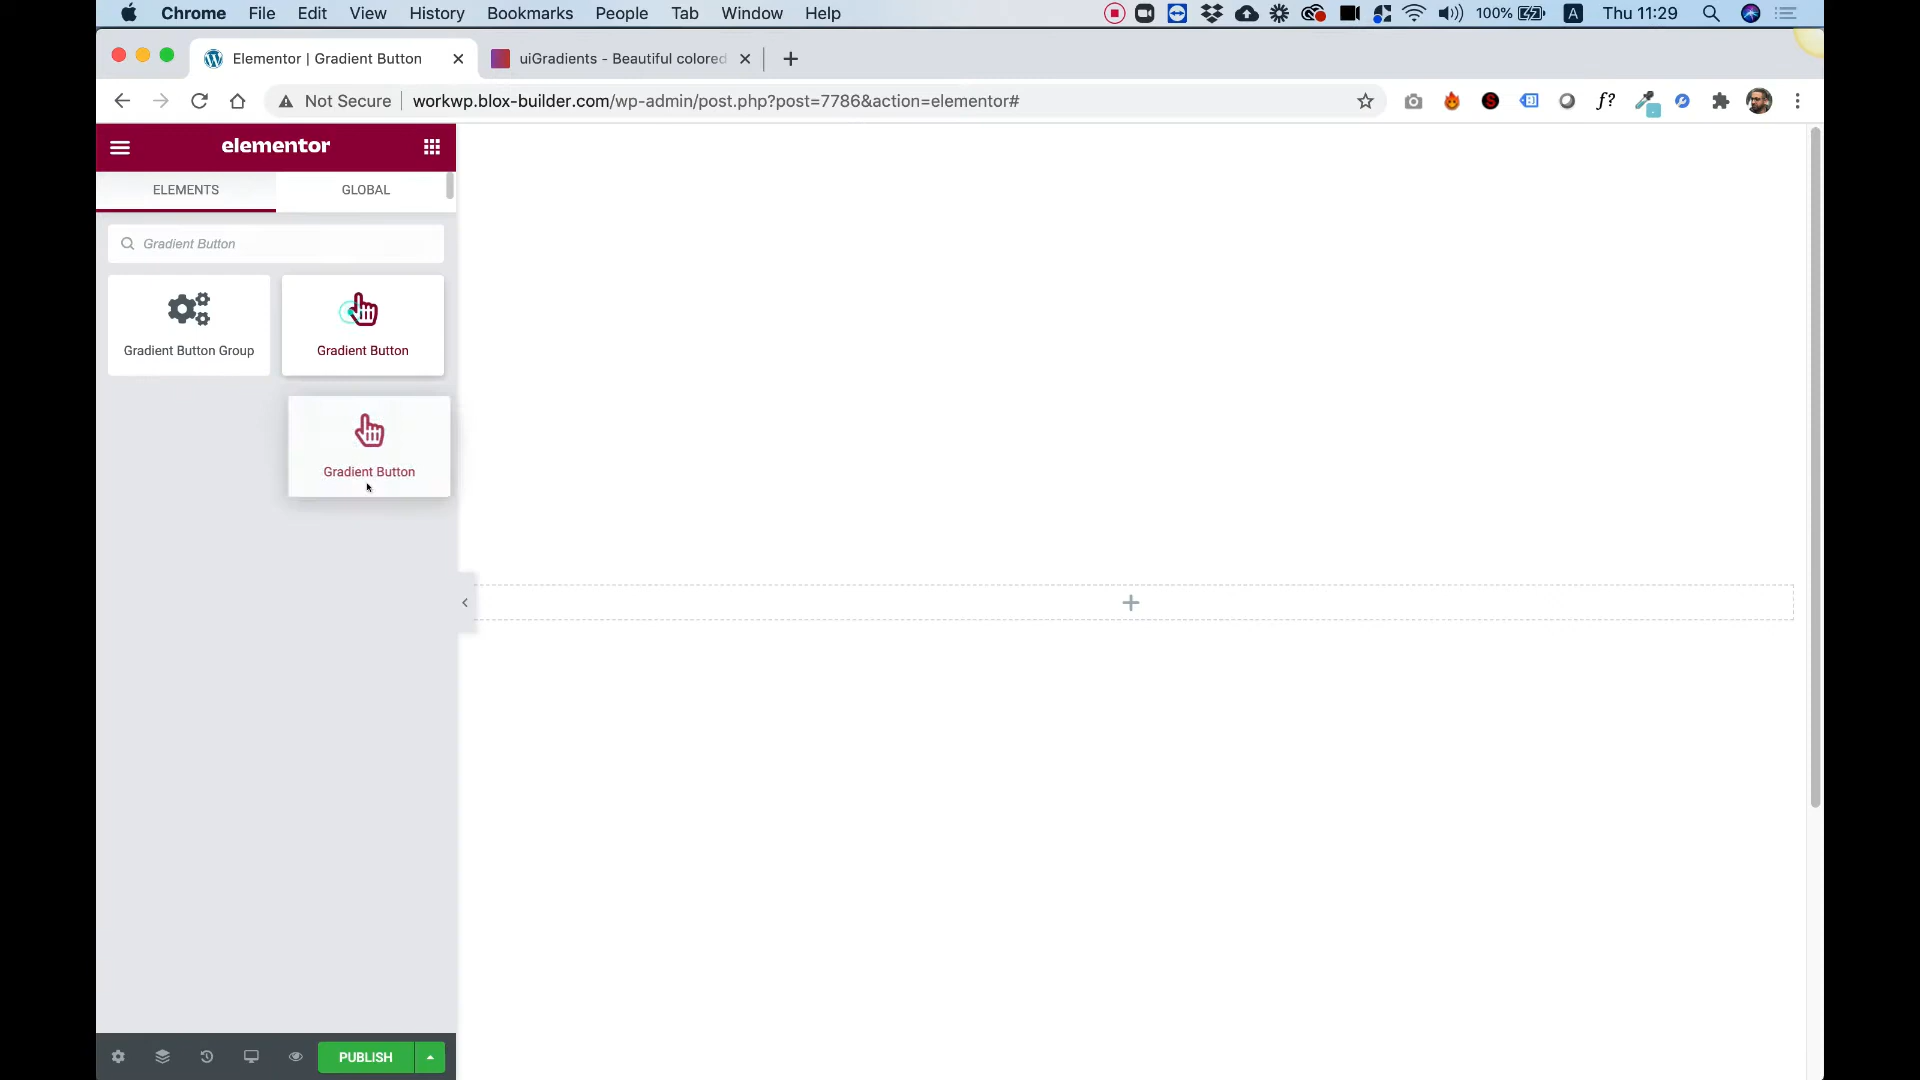 Chrome File Edit View History Bookmarks People Tab Window Help
100% A Thu 11:29
Elementor | Gradient Button
uiGradients - Beautiful colored
Not Secure workwp.blox-builder.com/wp-admin/post.php?post=7786&action=elementor#
S f?
elementor
ELEMENTS GLOBAL
Gradient Button
Gradient Button Group
Gradient Button
Gradient Button
PUBLISH